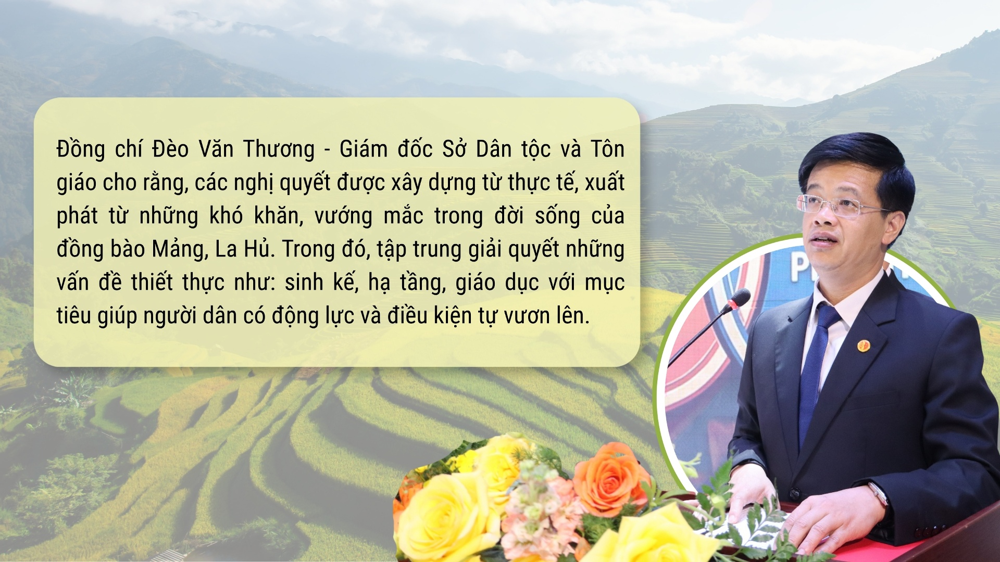 Đồng chí Đèo Văn Thương - Giám đốc Sở Dân tộc và Tôn
giáo cho rằng, các nghị quyết được xây dựng từ thực tế, xuất
phát từ những khó khăn, vướng mắc trong đời sống của
đồng bào Mảng, La Hủ. Trong đó, tập trung giải quyết những
vấn đề thiết thực như: sinh kế, hạ tầng, giáo dục với mục
tiêu giúp người dân có động lực và điều kiện tự vươn lên.